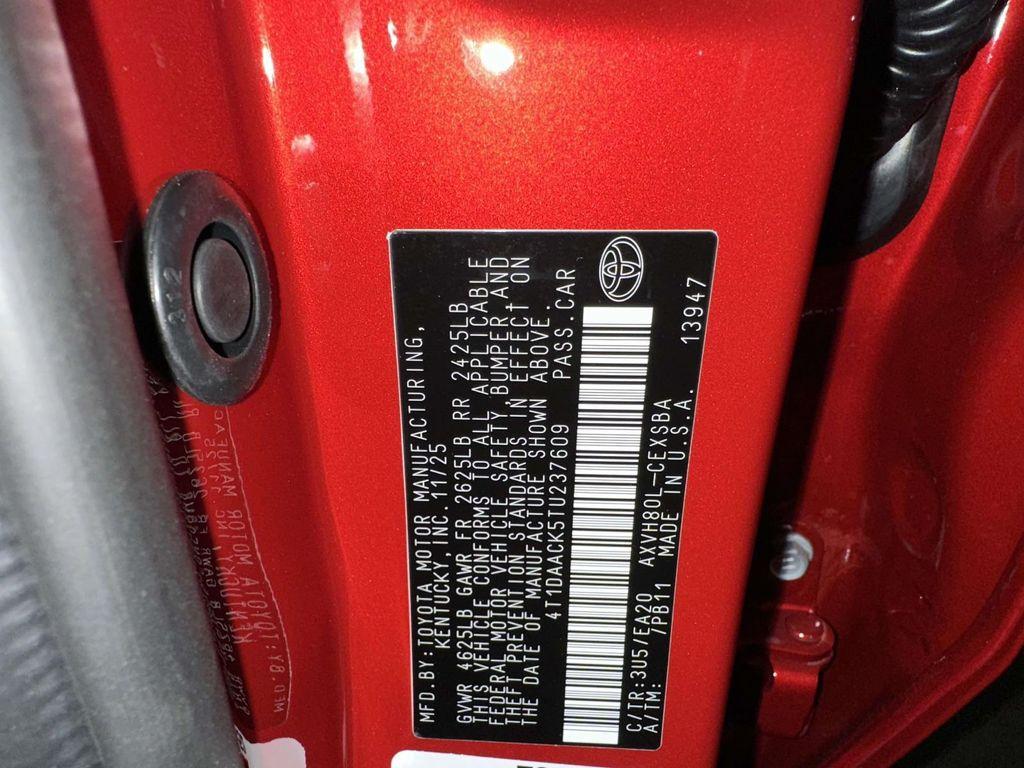 MFD.BY:TOYOTA MOTOR MANUFACTURING,
KENTUCKY, INC. 11/25
GVWR 4625LB GAWR FR 2625LB RR 2425LB
THIS VEHICLE CONFORMS TO ALL APPLICABLE
FEDERAL MOTOR VEHICLE SAFETY, BUMPER AND
THEFT PREVENTION STANDARDS IN EFFECT ON
THE DATE OF MANUFACTURE SHOWN ABOVE.
4T1DAACK5TU237609 PASS.CAR
C/TR:3U5/EA20 AXVH80L-CEXSBA
A/TM: /PB11 MADE IN U.S.A. 13947
312